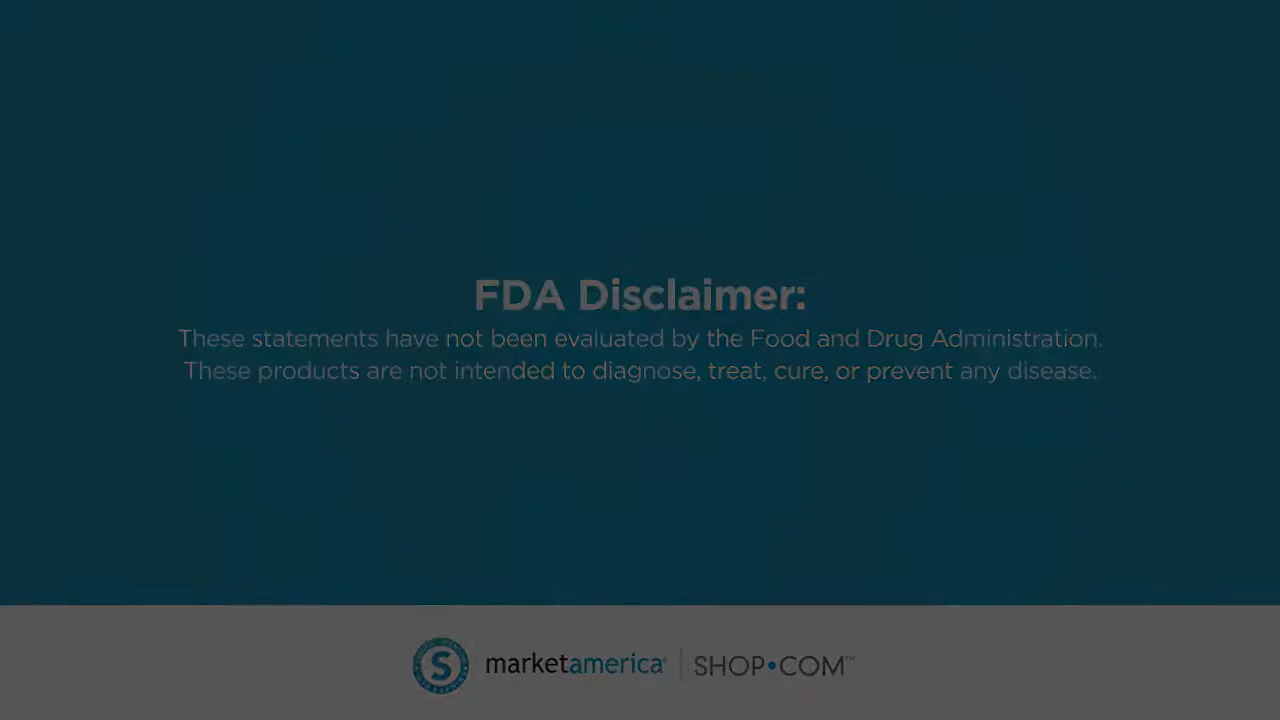 FDA Disclaimer:
These statements have not been evaluated by the Food and Drug Administration.
These products are not intended to diagnose, treat, cure, or prevent any disease.
S
marketamerica® | SHOP•COM™